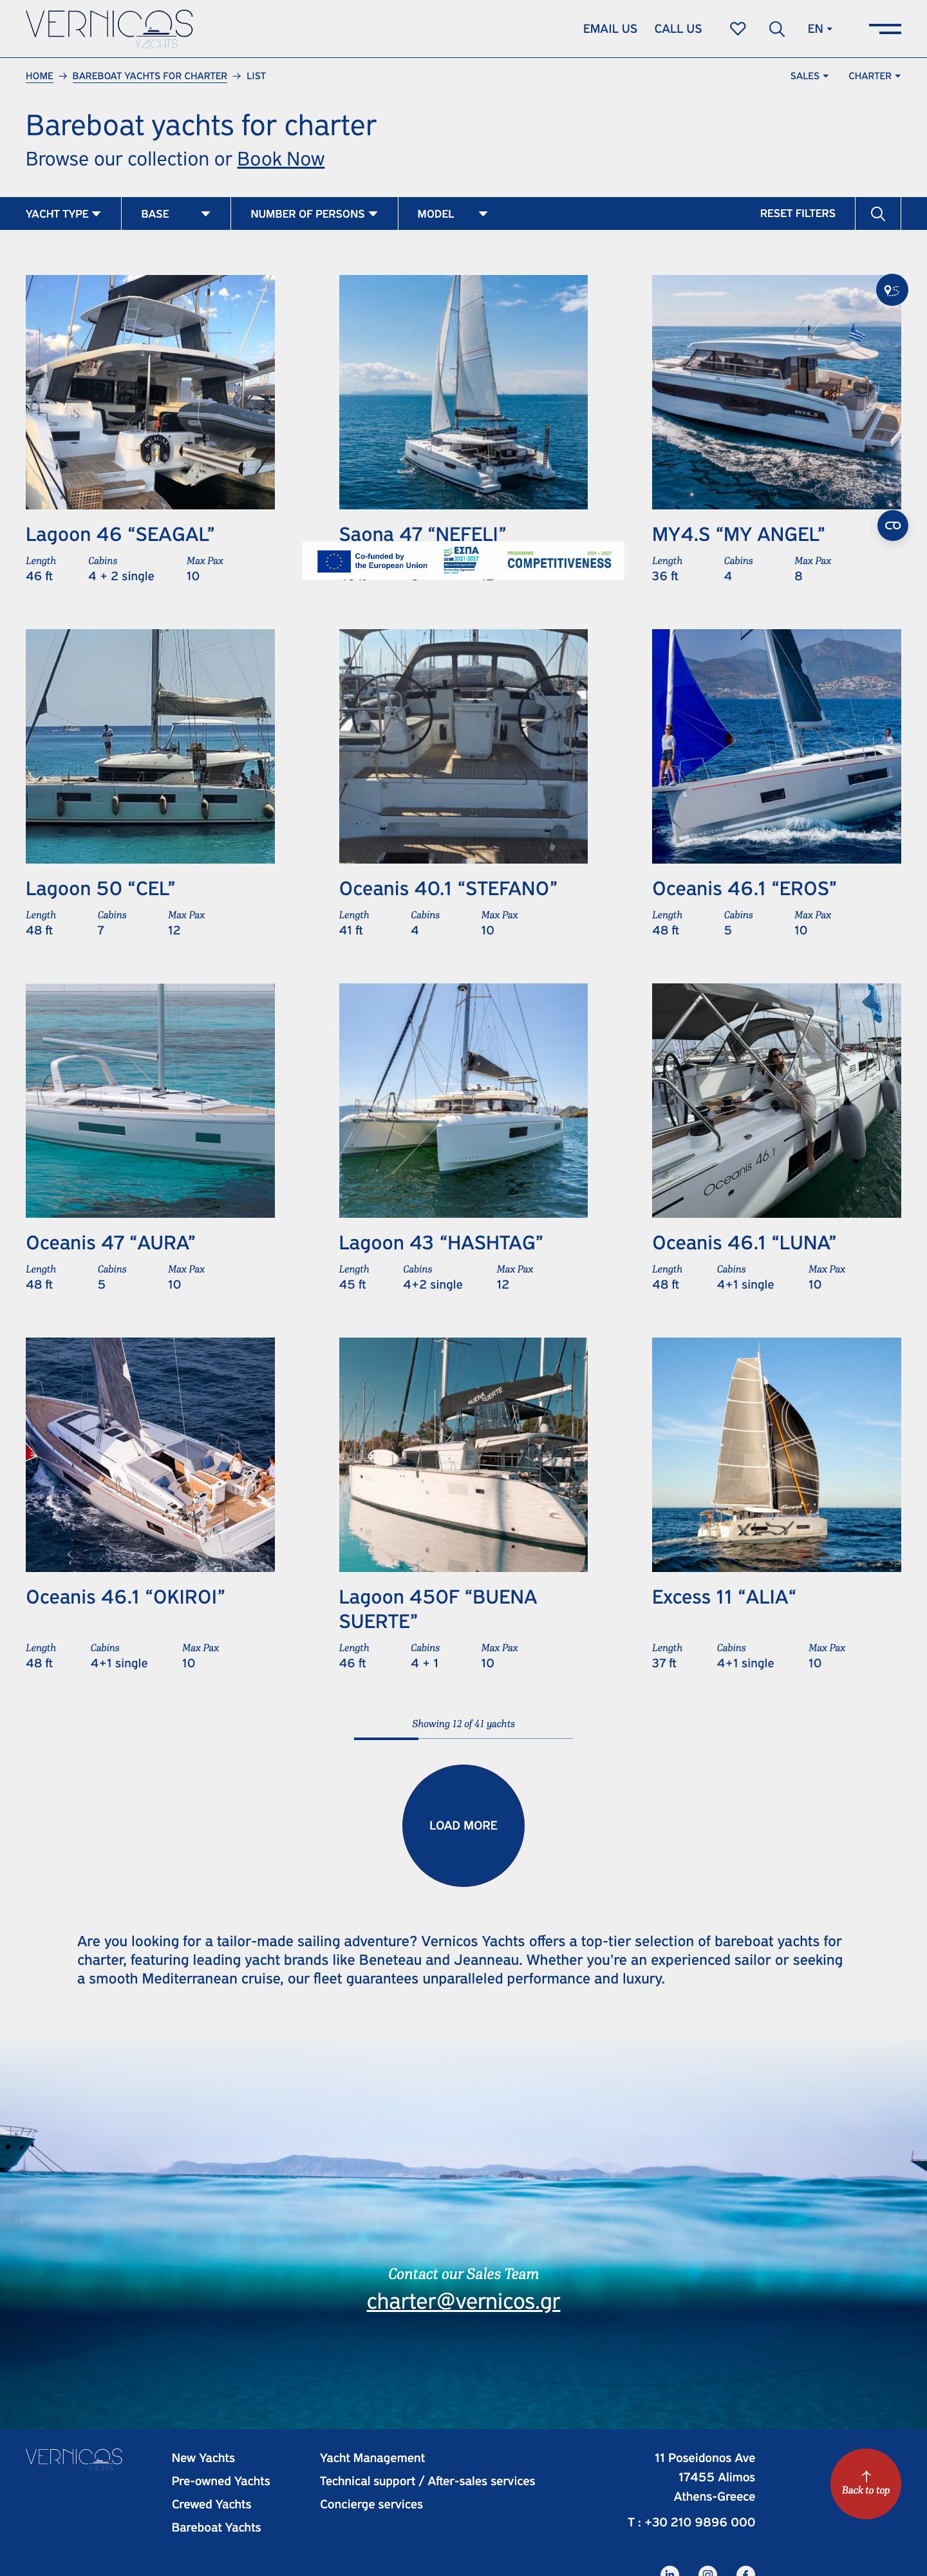 VERNICOS
YACHTS
EMAIL US CALL US EN
HOME → BAREBOAT YACHTS FOR CHARTER → LIST
SALES CHARTER
Bareboat yachts for charter
Browse our collection or Book Now
YACHT TYPE BASE NUMBER OF PERSONS MODEL RESET FILTERS
SEAGAL
MY4.S
Lagoon 46 “SEAGAL” Saona 47 “NEFELI” MY4.S “MY ANGEL”
Co-funded by
the European Union
ΕΣΠΑ
2021-2027
PROGRAMME 2021 – 2027
COMPETITIVENESS
Length Cabins Max Pax
46 ft 4 + 2 single 10
Length Cabins Max Pax
36 ft 4 8
Lagoon 50 “CEL” Oceanis 40.1 “STEFANO” Oceanis 46.1 “EROS”
Length Cabins Max Pax Length Cabins Max Pax Length Cabins Max Pax
48 ft 7 12 41 ft 4 10 48 ft 5 10
Oceanis 46.1
Oceanis 47 “AURA” Lagoon 43 “HASHTAG” Oceanis 46.1 “LUNA”
Length Cabins Max Pax Length Cabins Max Pax Length Cabins Max Pax
48 ft 5 10 45 ft 4+2 single 12 48 ft 4+1 single 10
BUENA SUERTE
Oceanis 46.1 “OKIROI” Lagoon 450F “BUENA
SUERTE” Excess 11 “ALIA“
Length Cabins Max Pax Length Cabins Max Pax Length Cabins Max Pax
48 ft 4+1 single 10 46 ft 4 + 1 10 37 ft 4+1 single 10
Showing 12 of 41 yachts
LOAD MORE
Are you looking for a tailor-made sailing adventure? Vernicos Yachts offers a top-tier selection of bareboat yachts for
charter, featuring leading yacht brands like Beneteau and Jeanneau. Whether you’re an experienced sailor or seeking
a smooth Mediterranean cruise, our fleet guarantees unparalleled performance and luxury.
Contact our Sales Team
charter@vernicos.gr
VERNICOS
YACHTS
New Yachts
Pre-owned Yachts
Crewed Yachts
Bareboat Yachts
Yacht Management
Technical support / After-sales services
Concierge services
11 Poseidonos Ave
17455 Alimos
Athens-Greece
T : +30 210 9896 000
Back to top
in f